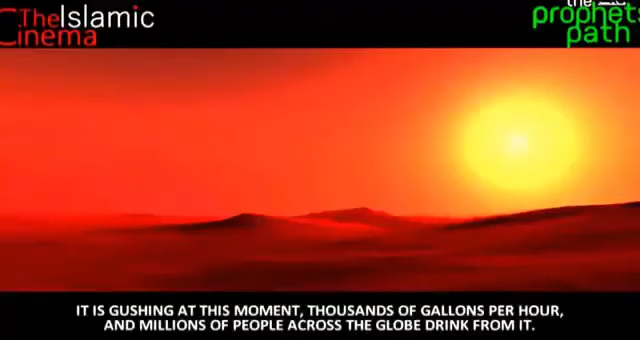 The Islamic
Cinema
the
prophets
path
IT IS GUSHING AT THIS MOMENT, THOUSANDS OF GALLONS PER HOUR,
AND MILLIONS OF PEOPLE ACROSS THE GLOBE DRINK FROM IT.